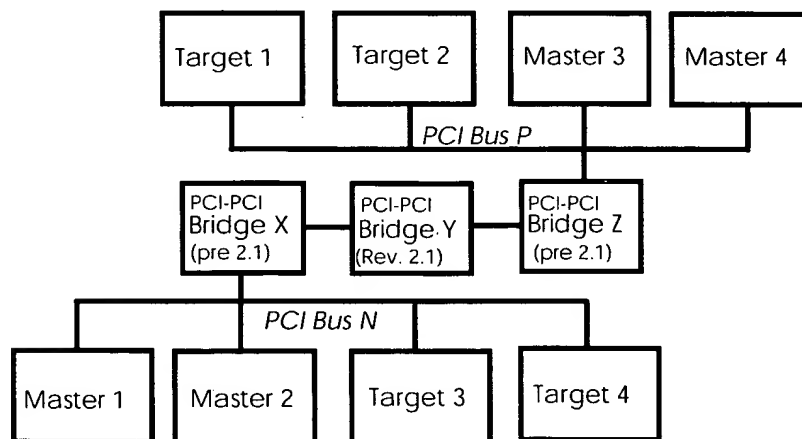 Target 1
Target 2
Master 3
Master 4
PCI Bus P
PCI-PCI
Bridge X
(pre 2.1)
PCI-PCI
Bridge.Y
(Rev. 2.1)
PCI-PCI
Bridge Z
(pre 2.1)
PCI Bus N
Master 1
Master 2
Target 3
Target 4